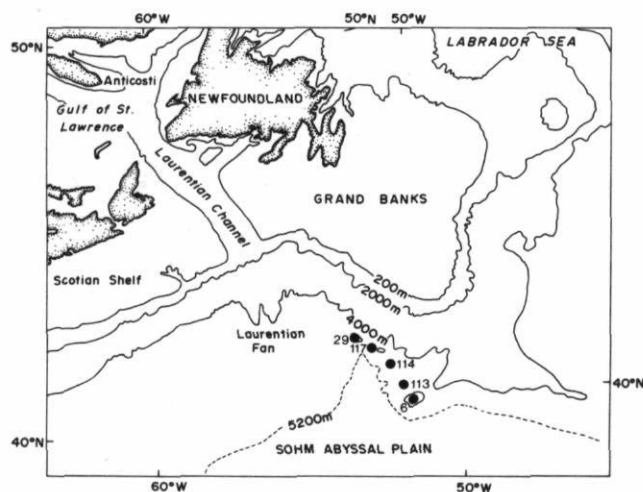 60°W
50°N 50°W
50°N
LABRADOR SEA
Anticosti
NEWFOUNDLAND
Gulf of St.
Lawrence
Laurentian Channel
GRAND BANKS
Scotian Shelf
200m
2000m
4000m
Laurentian
Fan
29
117
114
113
6
40°N
5200m
40°N
SOHM ABYSSAL PLAIN
60°W
50°W